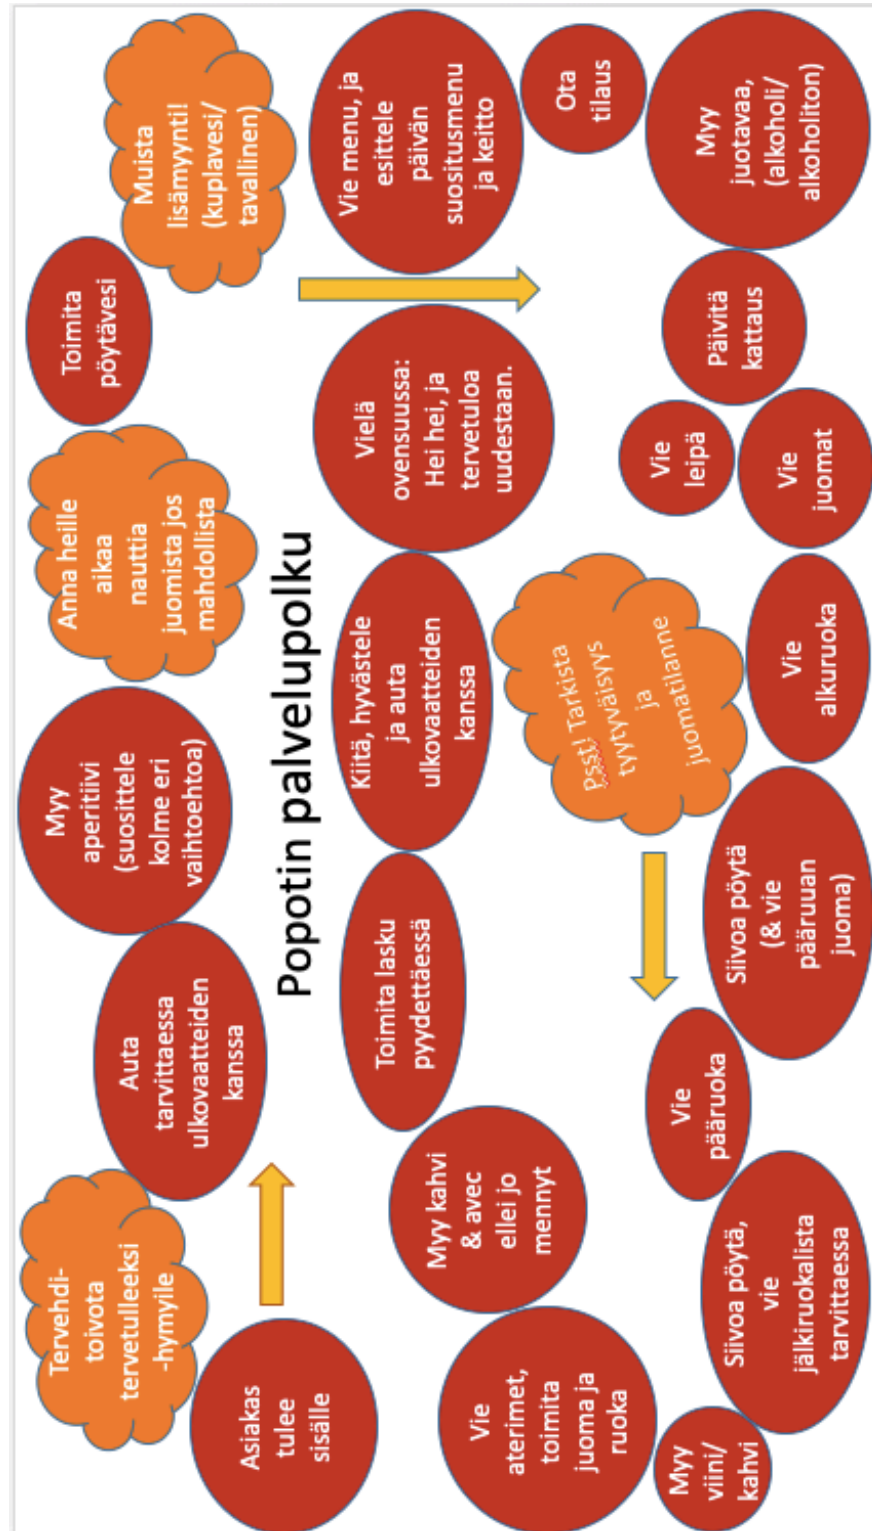 Popotin palvelupolku
Asiakas
tulee
sisälle
Tervehdi-
toivota
tervetulleeksi
-hymyile
Auta
tarvittaessa
ulkovaatteiden
kanssa
Myy
aperitiivi
(suosittele
kolme eri
vaihtoehtoa)
Anna heille
aikaa
nauttia
juomista jos
mahdollista
Toimita
pöytävesi
Muista
lisämyynti!
(kuplavesi/
tavallinen)
Vie menu, ja
esittele
päivän
suositusmenu
ja keitto
Ota
tilaus
Myy
juotavaa,
(alkoholi/
alkoholiton)
Päivitä
kattaus
Vie
leipä
Vie
juomat
Vie
alkuruoka
Psst! Tarkista
tyytyväisyys
ja
juomatilanne
Siivoa pöytä
(& vie
pääruuan
juoma)
Vie
pääruoka
Siivoa pöytä,
vie
jälkiruokalista
tarvittaessa
Myy
viini/
kahvi
Vie
aterimet,
toimita
juoma ja
ruoka
Myy kahvi
& avec
ellei jo
mennyt
Toimita lasku
pyydettäessä
Kiitä, hyvästele
ja auta
ulkovaatteiden
kanssa
Vielä
ovensuussa:
Hei hei, ja
tervetuloa
uudestaan.